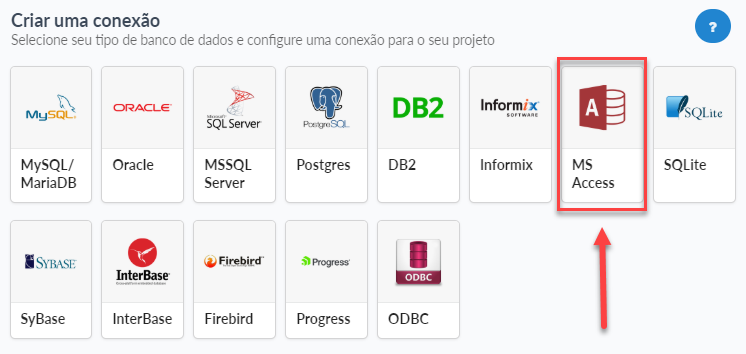 Criar uma conexão
Selecione seu tipo de banco de dados e configure uma conexão para o seu projeto
?
MySQL
ORACLE
Microsoft
SQL Server
PostgreSQL
DB2
Informix
SOFTWARE
A
SQLite
MySQL/
MariaDB
Oracle
MSSQL
Server
Postgres
DB2
Informix
MS
Access
SQLite
SYBASE
InterBase
Firebird
Progress
ODBC
SyBase
InterBase
Firebird
Progress
ODBC